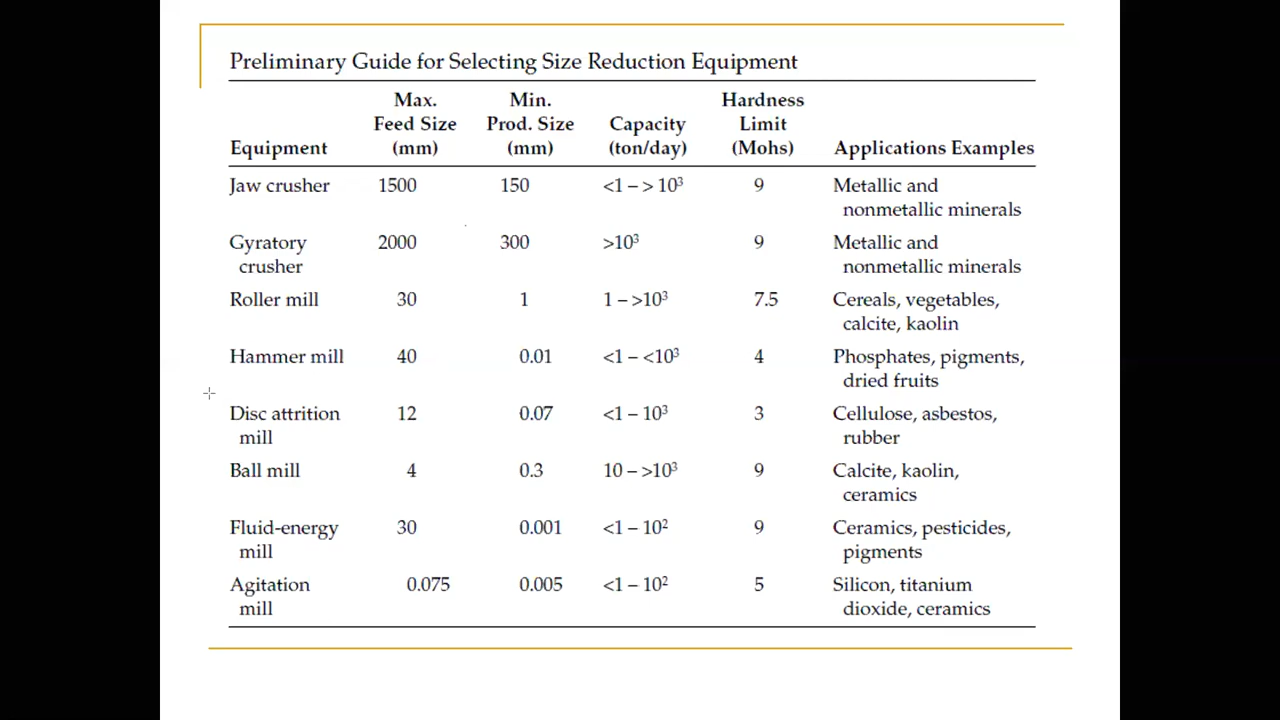 Preliminary Guide for Selecting Size Reduction Equipment
Max. Min. Hardness
Feed Size Prod. Size Capacity Limit
Equipment (mm) (mm) (ton/day) (Mohs) Applications Examples
Jaw crusher 1500 150 <1 – > 10³ 9 Metallic and
nonmetallic minerals
Gyratory 2000 300 >10³ 9 Metallic and
crusher nonmetallic minerals
Roller mill 30 1 1 – >10³ 7.5 Cereals, vegetables,
calcite, kaolin
Hammer mill 40 0.01 <1 – <10³ 4 Phosphates, pigments,
dried fruits
Disc attrition 12 0.07 <1 – 10³ 3 Cellulose, asbestos,
mill rubber
Ball mill 4 0.3 10 – >10³ 9 Calcite, kaolin,
ceramics
Fluid-energy 30 0.001 <1 – 10² 9 Ceramics, pesticides,
mill pigments
Agitation 0.075 0.005 <1 – 10² 5 Silicon, titanium
mill dioxide, ceramics